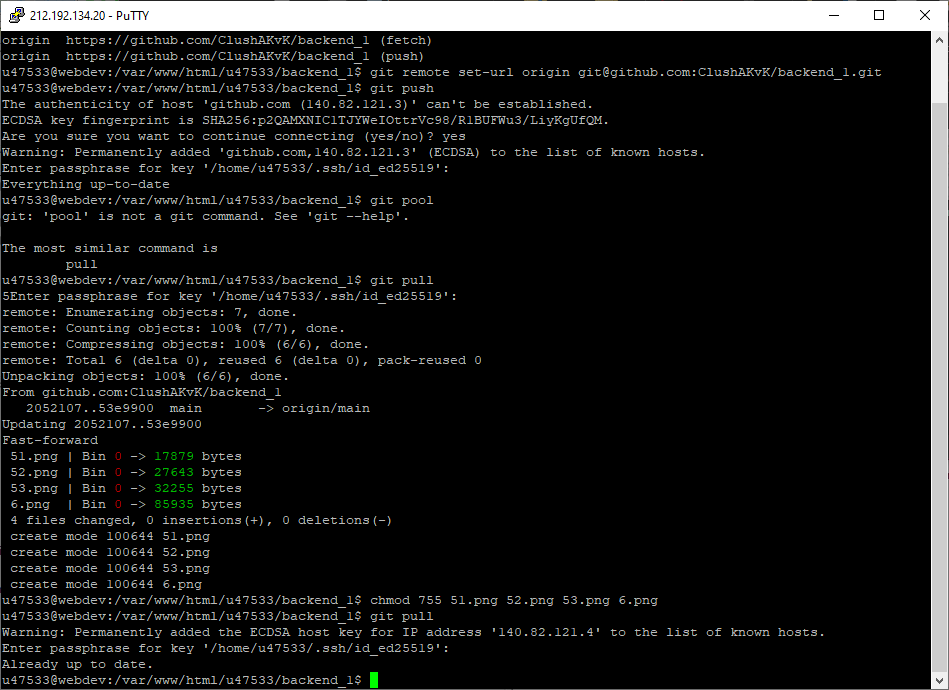 212.192.134.20 - PuTTY
origin  https://github.com/ClushAKvK/backend_1 (fetch)
origin  https://github.com/ClushAKvK/backend_1 (push)
u47533@webdev:/var/www/html/u47533/backend_1$ git remote set-url origin git@github.com:ClushAKvK/backend_1.git
u47533@webdev:/var/www/html/u47533/backend_1$ git push
The authenticity of host 'github.com (140.82.121.3)' can't be established.
ECDSA key fingerprint is SHA256:p2QAMXNIC1TJYWeIOttrVc98/R1BUFWu3/LiyKgUfQM.
Are you sure you want to continue connecting (yes/no)? yes
Warning: Permanently added 'github.com,140.82.121.3' (ECDSA) to the list of known hosts.
Enter passphrase for key '/home/u47533/.ssh/id_ed25519':
Everything up-to-date
u47533@webdev:/var/www/html/u47533/backend_1$ git pool
git: 'pool' is not a git command. See 'git --help'.

The most similar command is
        pull
u47533@webdev:/var/www/html/u47533/backend_1$ git pull
5Enter passphrase for key '/home/u47533/.ssh/id_ed25519':
remote: Enumerating objects: 7, done.
remote: Counting objects: 100% (7/7), done.
remote: Compressing objects: 100% (6/6), done.
remote: Total 6 (delta 0), reused 6 (delta 0), pack-reused 0
Unpacking objects: 100% (6/6), done.
From github.com:ClushAKvK/backend_1
   2052107..53e9900  main       -> origin/main
Updating 2052107..53e9900
Fast-forward
 51.png | Bin 0 -> 17879 bytes
 52.png | Bin 0 -> 27643 bytes
 53.png | Bin 0 -> 32255 bytes
 6.png  | Bin 0 -> 85935 bytes
 4 files changed, 0 insertions(+), 0 deletions(-)
 create mode 100644 51.png
 create mode 100644 52.png
 create mode 100644 53.png
 create mode 100644 6.png
u47533@webdev:/var/www/html/u47533/backend_1$ chmod 755 51.png 52.png 53.png 6.png
u47533@webdev:/var/www/html/u47533/backend_1$ git pull
Warning: Permanently added the ECDSA host key for IP address '140.82.121.4' to the list of known hosts.
Enter passphrase for key '/home/u47533/.ssh/id_ed25519':
Already up to date.
u47533@webdev:/var/www/html/u47533/backend_1$